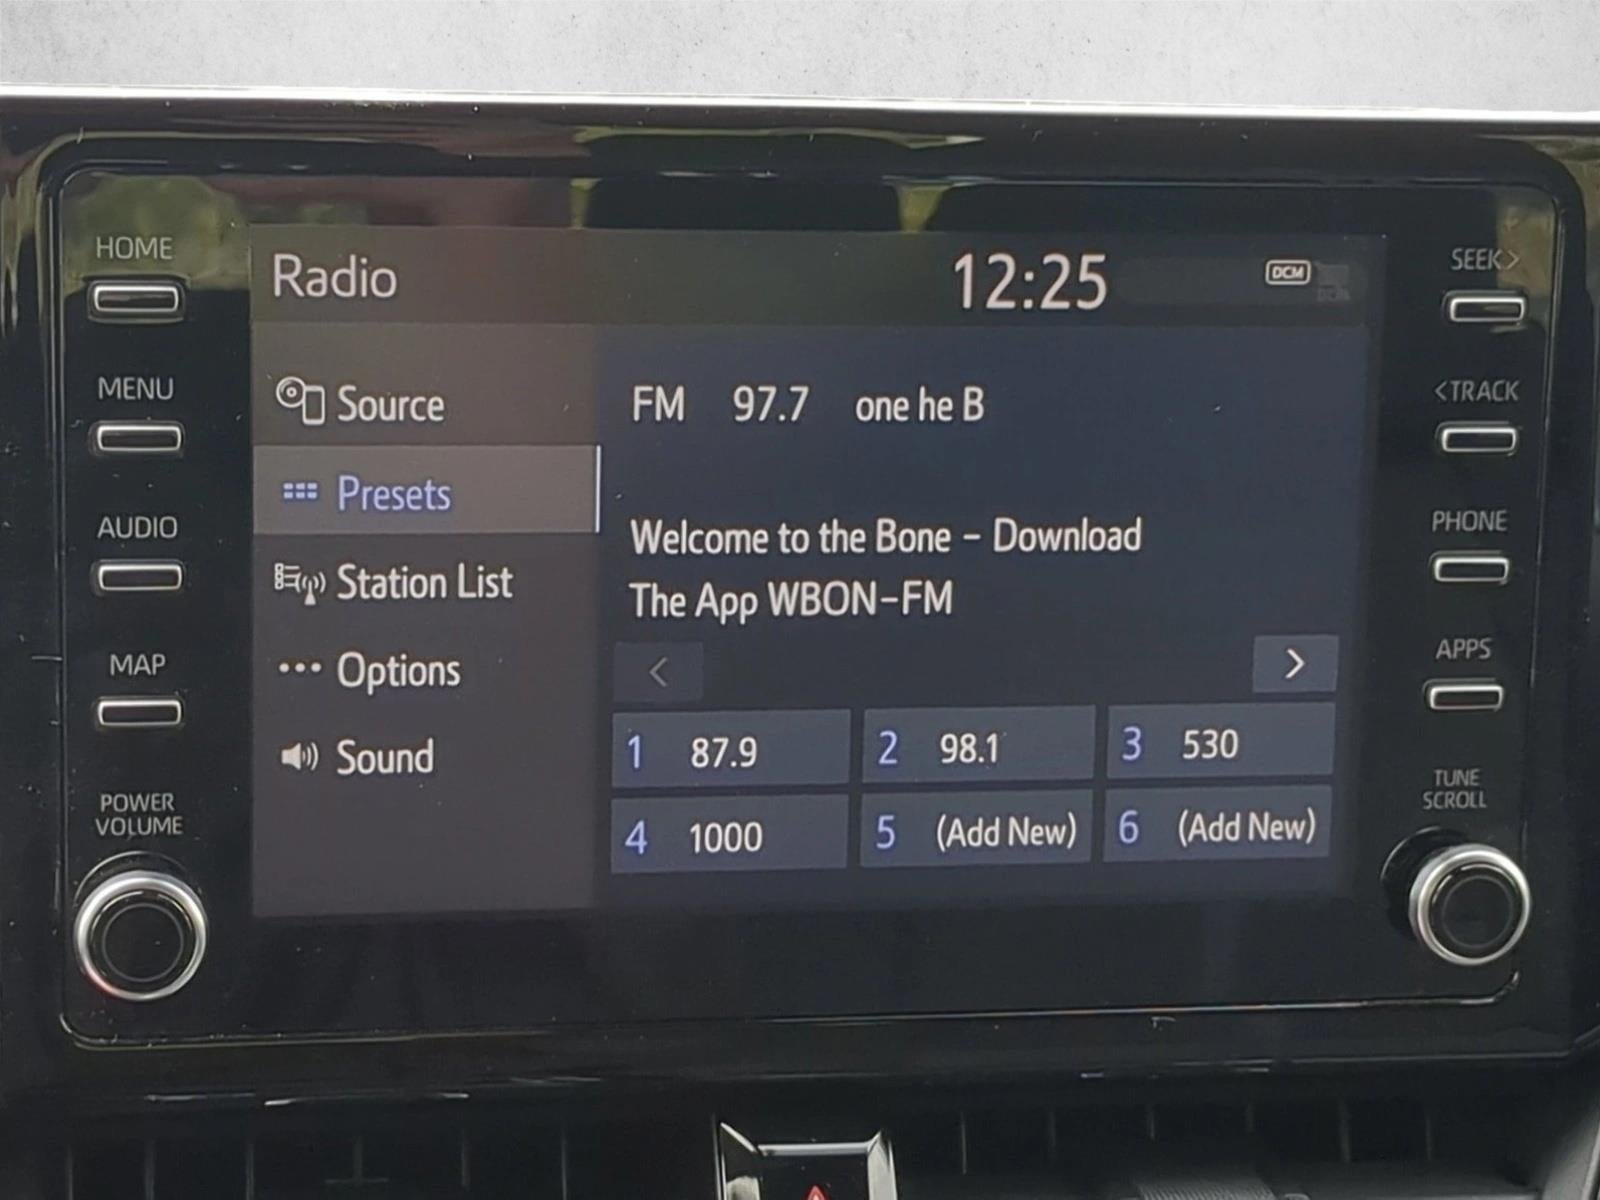 HOME
MENU
AUDIO
MAP
POWER
VOLUME
Radio
12:25
DCM
Source
Presets
Station List
Options
Sound
FM 97.7 one he B
Welcome to the Bone - Download
The App WBON-FM
<
>
1 87.9
2 98.1
3 530
4 1000
5 (Add New)
6 (Add New)
SEEK>
<TRACK
PHONE
APPS
TUNE
SCROLL